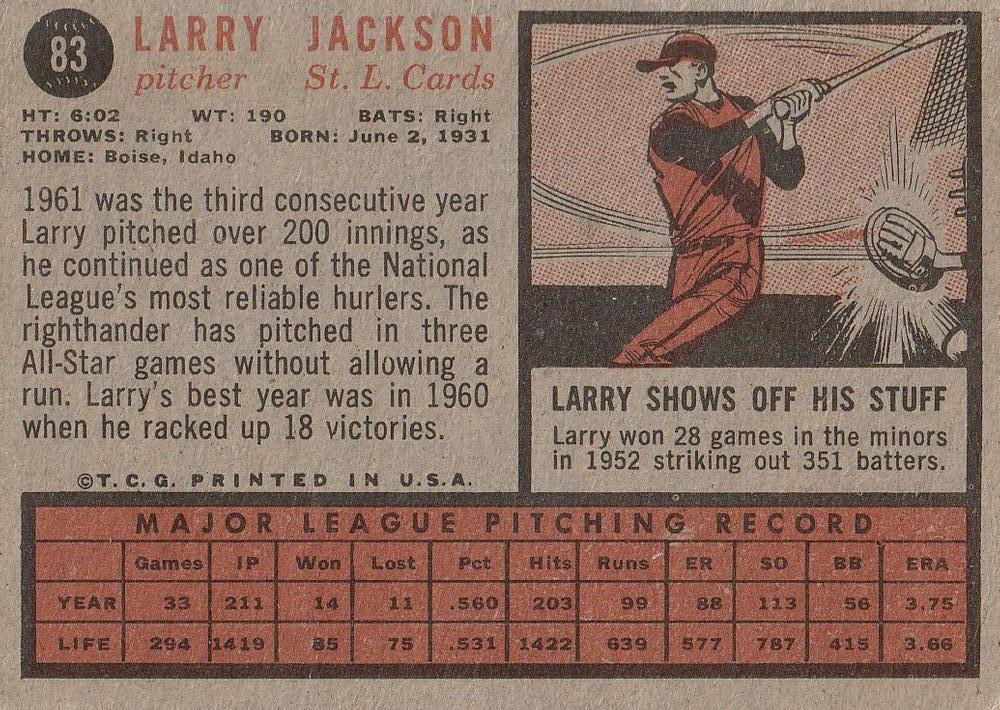 83
LARRY JACKSON
pitcher St. L. Cards
HT: 6:02 WT: 190 BATS: Right
THROWS: Right BORN: June 2, 1931
HOME: Boise, Idaho
1961 was the third consecutive year
Larry pitched over 200 innings, as
he continued as one of the National
League's most reliable hurlers. The
righthander has pitched in three
All-Star games without allowing a
run. Larry's best year was in 1960
when he racked up 18 victories.
©T. C. G. PRINTED IN U.S.A.
LARRY SHOWS OFF HIS STUFF
Larry won 28 games in the minors
in 1952 striking out 351 batters.
MAJOR LEAGUE PITCHING RECORD
Games IP Won Lost Pct Hits Runs ER SO BB ERA
YEAR 33 211 14 11 .560 203 99 88 113 56 3.75
LIFE 294 1419 85 75 .531 1422 639 577 787 415 3.66